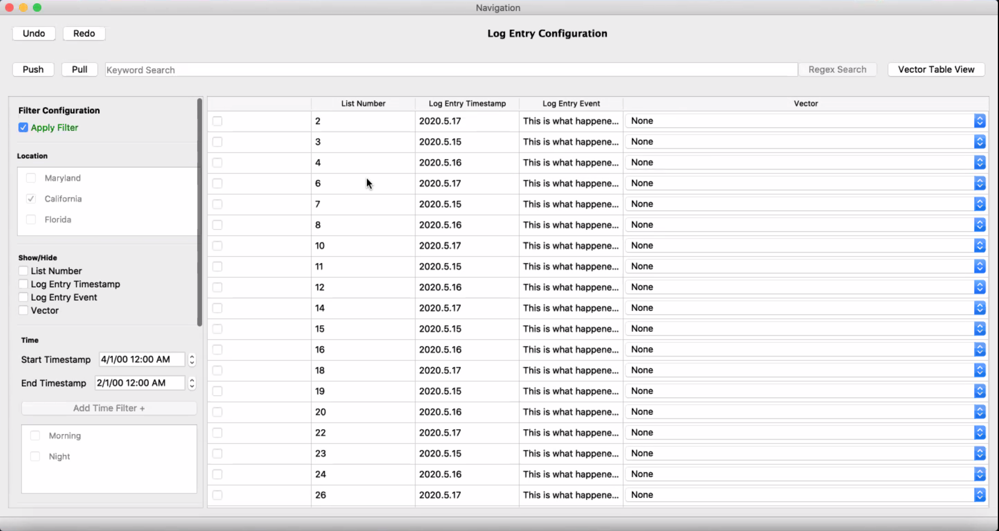 Navigation
Undo Redo Log Entry Configuration
Push Pull Keyword Search Regex Search Vector Table View
Filter Configuration
Apply Filter
Location
Maryland
California
Florida
Show/Hide
List Number
Log Entry Timestamp
Log Entry Event
Vector
Time
Start Timestamp 4/1/00 12:00 AM
End Timestamp 2/1/00 12:00 AM
Add Time Filter +
Morning
Night
List Number Log Entry Timestamp Log Entry Event Vector
2 2020.5.17 This is what happene... None
3 2020.5.15 This is what happene... None
4 2020.5.16 This is what happene... None
6 2020.5.17 This is what happene... None
7 2020.5.15 This is what happene... None
8 2020.5.16 This is what happene... None
10 2020.5.17 This is what happene... None
11 2020.5.15 This is what happene... None
12 2020.5.16 This is what happene... None
14 2020.5.17 This is what happene... None
15 2020.5.15 This is what happene... None
16 2020.5.16 This is what happene... None
18 2020.5.17 This is what happene... None
19 2020.5.15 This is what happene... None
20 2020.5.16 This is what happene... None
22 2020.5.17 This is what happene... None
23 2020.5.15 This is what happene... None
24 2020.5.16 This is what happene... None
26 2020.5.17 This is what happene... None